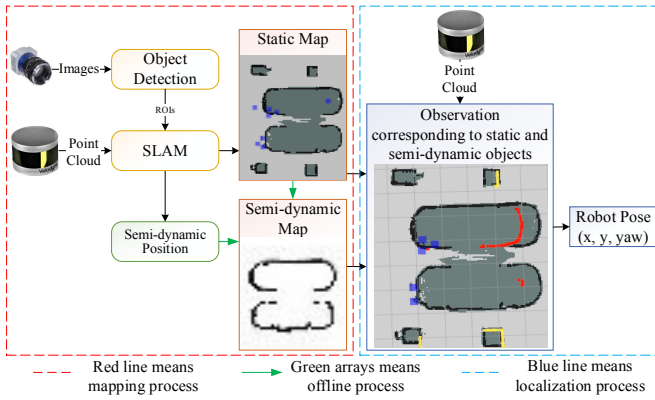 Images
Object
Detection
ROIs
Point
Cloud
SLAM
Semi-dynamic
Position
Static Map
Semi-dynamic
Map
Point
Cloud
Observation
corresponding to static and
semi-dynamic objects
Robot Pose
(x, y, yaw)
Red line means
mapping process
Green arrays means
offline process
Blue line means
localization process